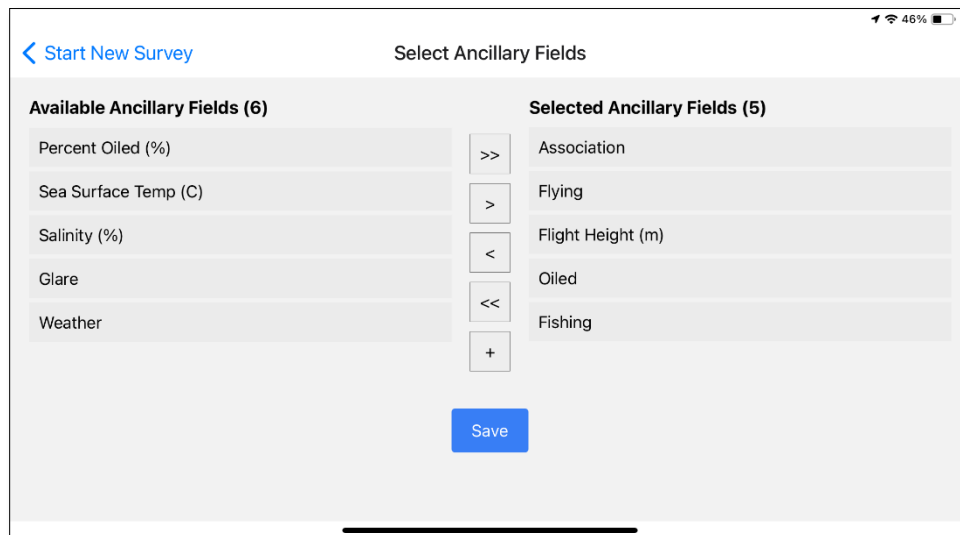 46%
Start New Survey
Select Ancillary Fields
Available Ancillary Fields (6)
Percent Oiled (%)
Sea Surface Temp (C)
Salinity (%)
Glare
Weather
>>
>
<
<<
+
Selected Ancillary Fields (5)
Association
Flying
Flight Height (m)
Oiled
Fishing
Save